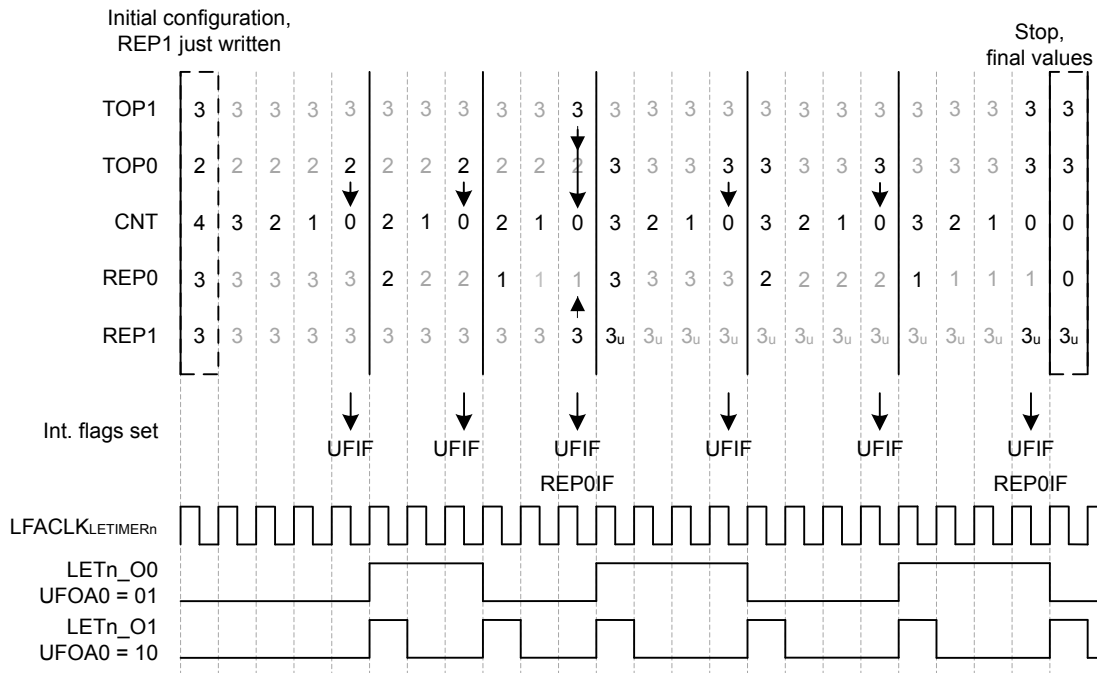 Initial configuration,
REP1 just written
Stop,
final values
TOP1 3 3 3 3 3 3 3 3 3 3 3 3 3 3 3 3 3 3 3 3 3 3 3 3
TOP0 2 2 2 2 2 2 2 2 2 2 2 3 3 3 3 3 3 3 3 3 3 3 3 3
CNT 4 3 2 1 0 2 1 0 2 1 0 3 2 1 0 3 2 1 0 3 2 1 0 0
REP0 3 3 3 3 3 2 2 2 1 1 1 3 3 3 3 2 2 2 2 1 1 1 1 0
REP1 3 3 3 3 3 3 3 3 3 3 3 3u 3u 3u 3u 3u 3u 3u 3u 3u 3u 3u 3u 3u
Int. flags set
UFIF UFIF UFIF UFIF UFIF UFIF
REP0IF REP0IF
LFACLKLETIMERn
LETn_O0
UFOA0 = 01
LETn_O1
UFOA0 = 10